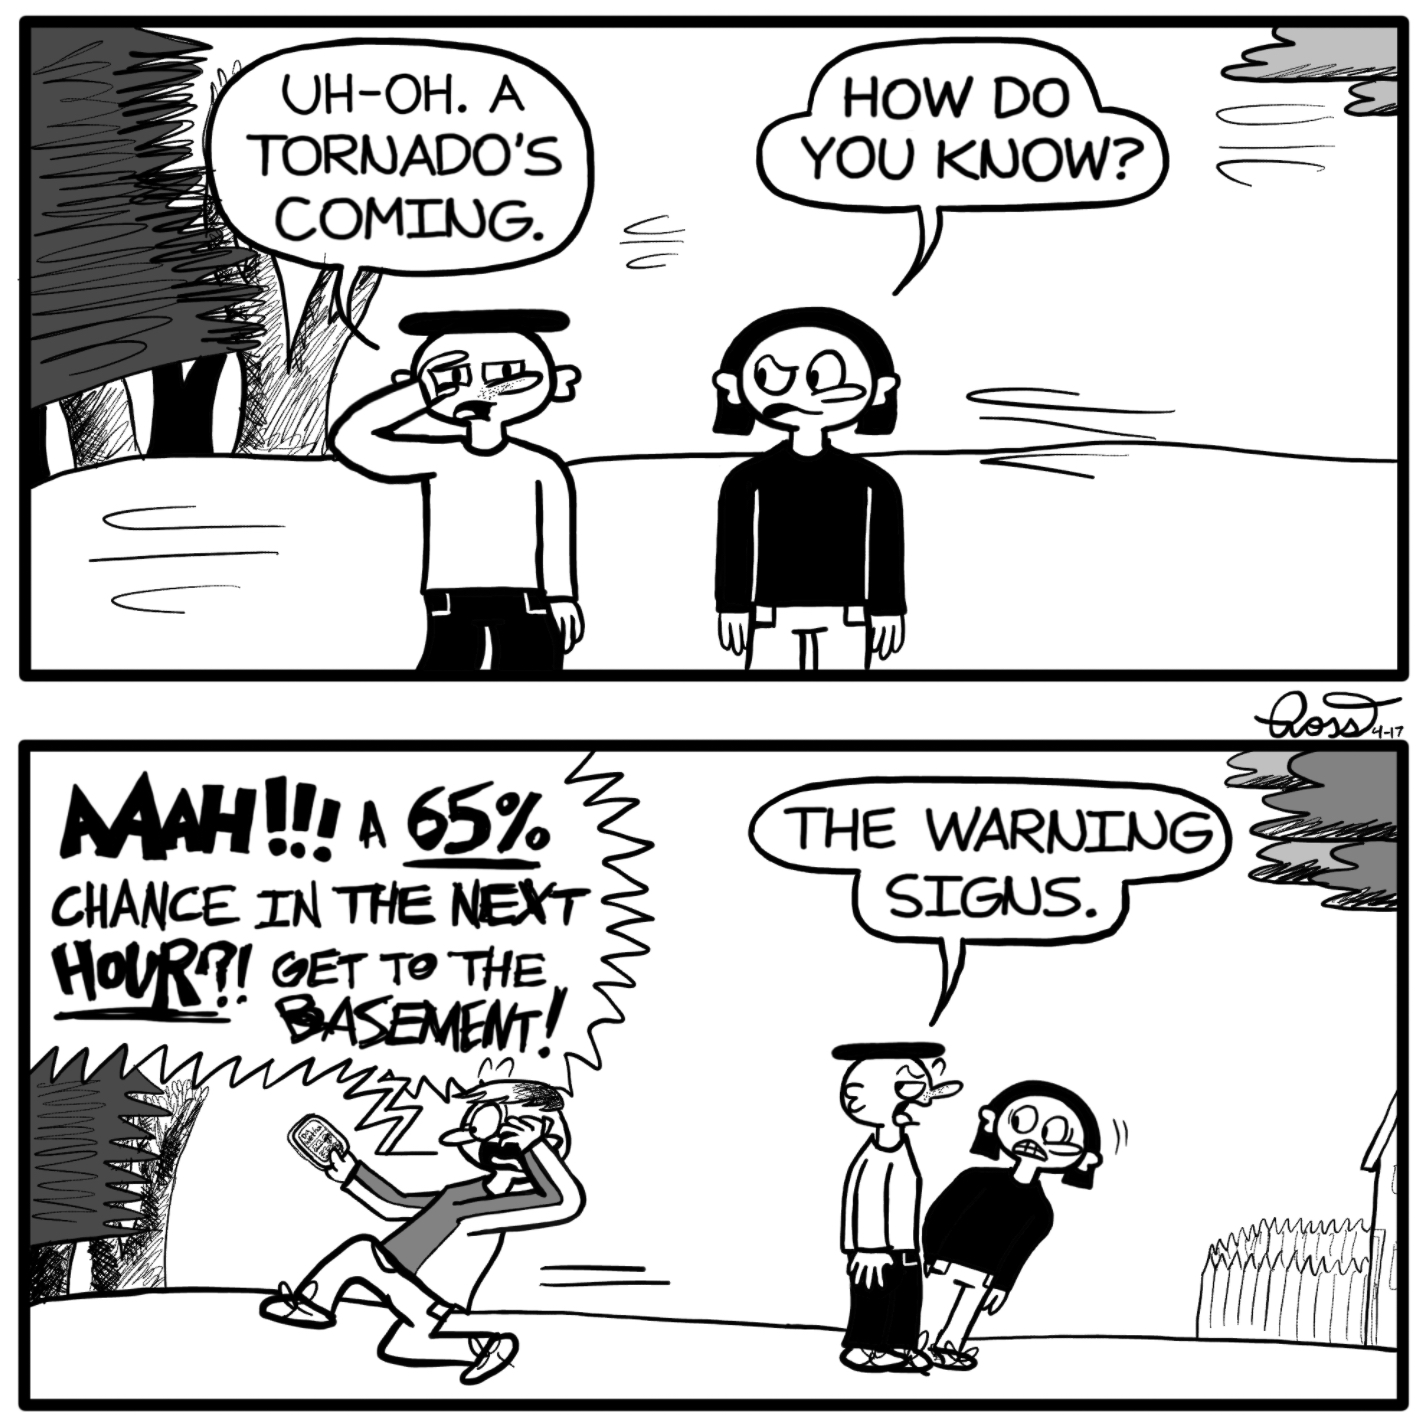 UH-OH. A
TORNADO'S
COMING.
HOW DO
YOU KNOW?
Ross 4-17
AAAH!!! A 65%
CHANCE IN THE NEXT
HOUR?! GET TO THE
BASEMENT!
THE WARNING
SIGNS.